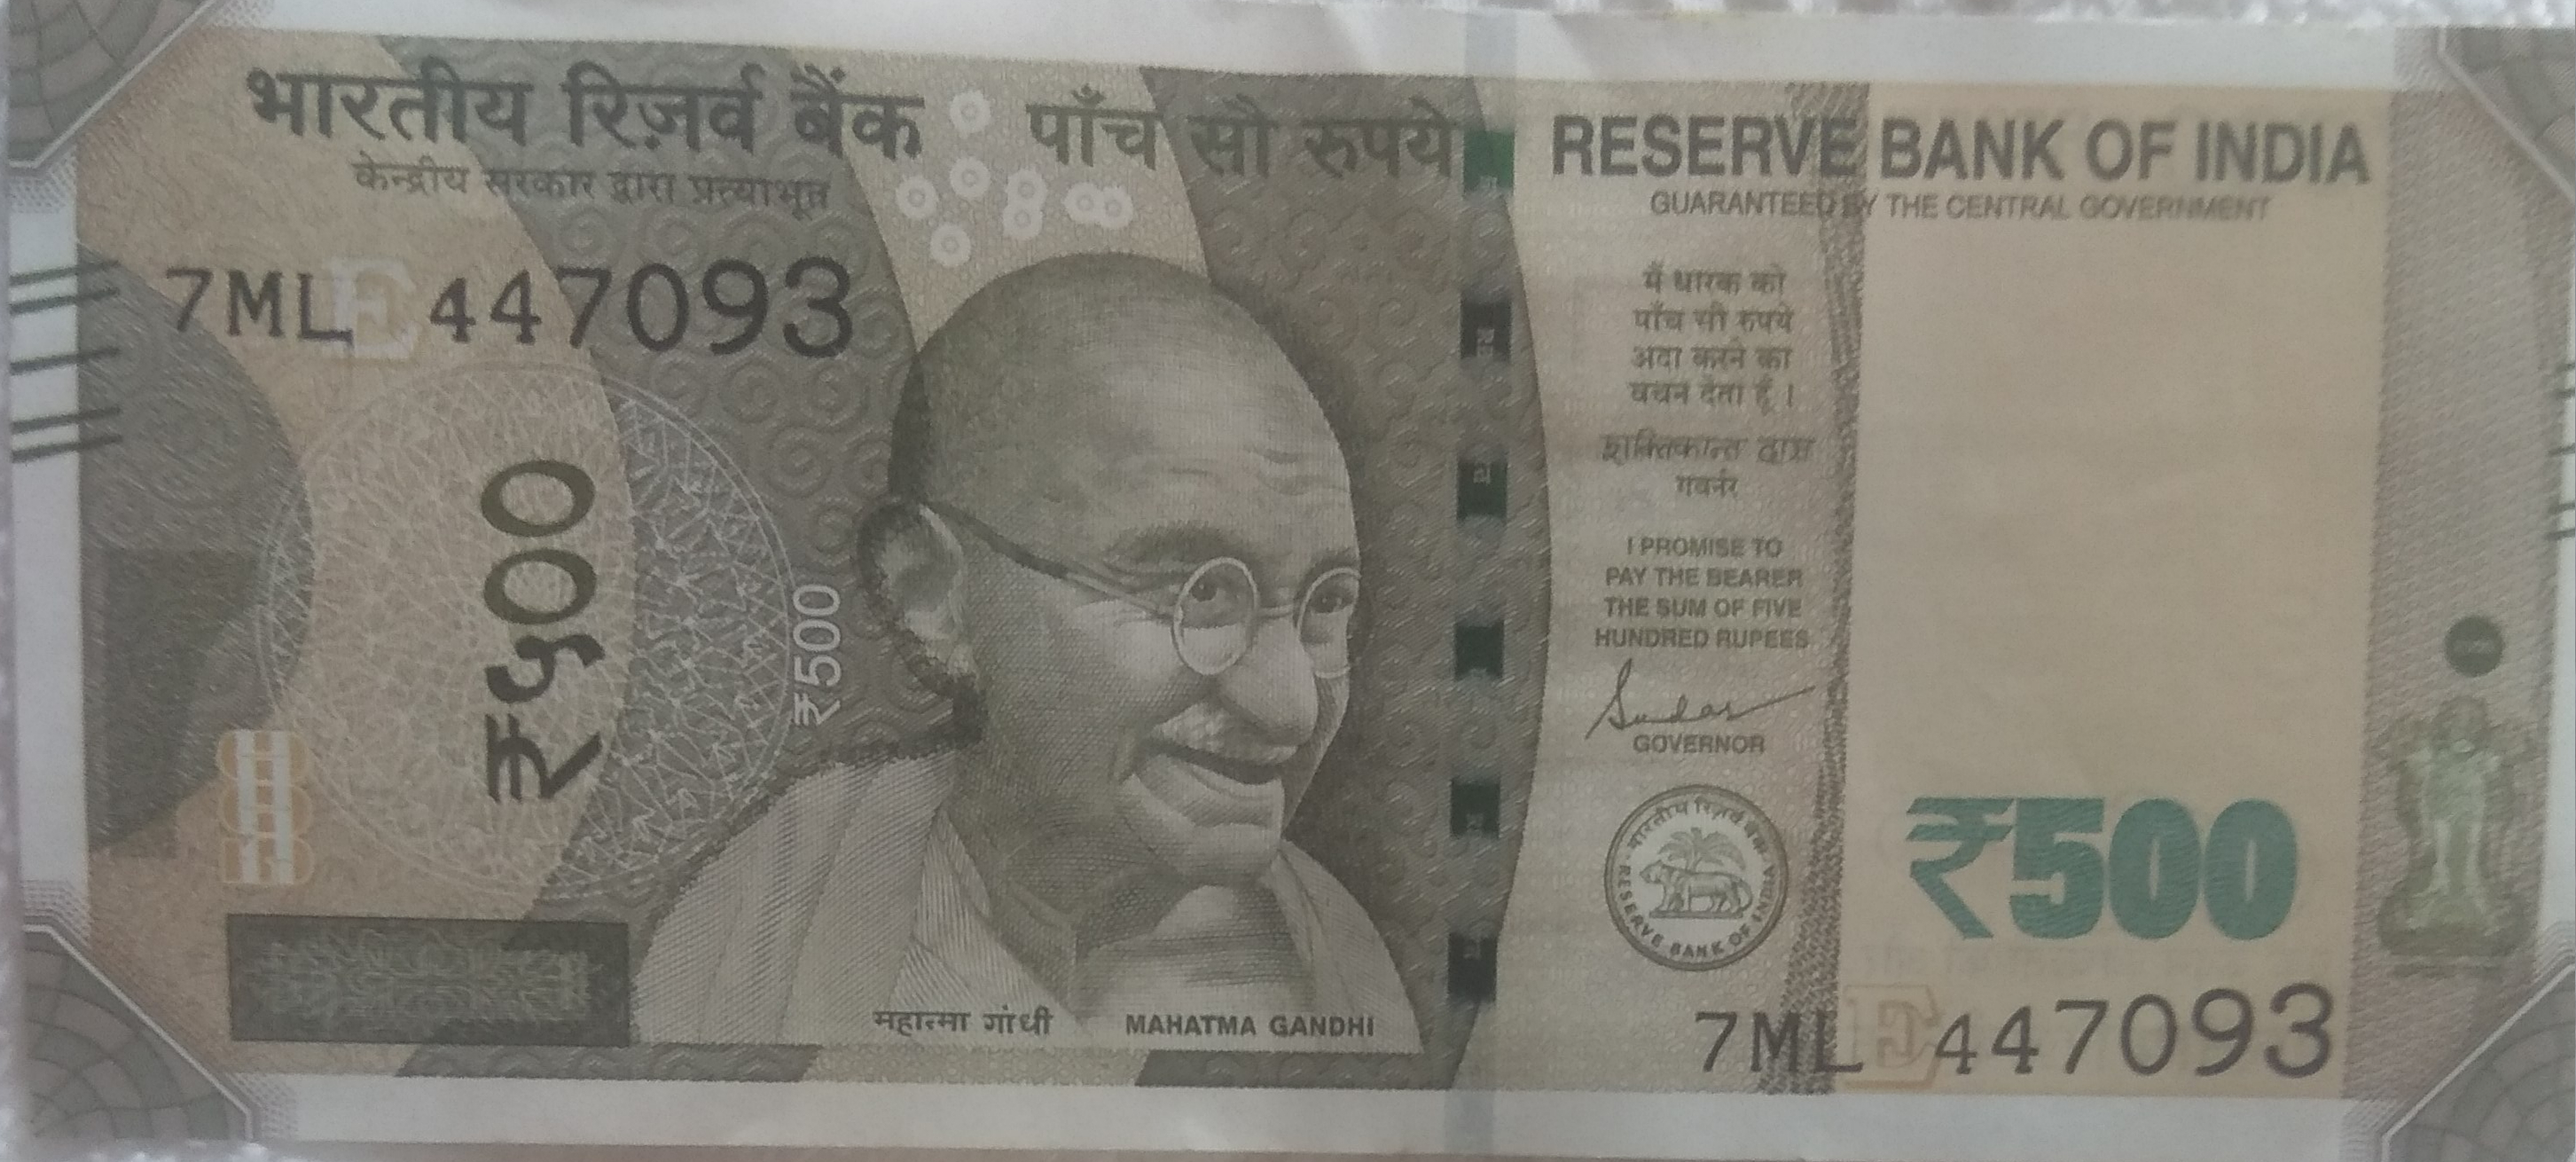 भारतीय रिज़र्व बैंक
पाँच सौ रुपये
RESERVE BANK OF INDIA
केन्द्रीय सरकार द्वारा प्रत्याभूत
GUARANTEED BY THE CENTRAL GOVERNMENT
7ML 447093
E
₹५००
₹500
मैं धारक को
पाँच सौ रुपये
अदा करने का
वचन देता हूँ ।
शक्तिकान्त दास
गवर्नर
I PROMISE TO
PAY THE BEARER
THE SUM OF FIVE
HUNDRED RUPEES
GOVERNOR
भारतीय रिज़र्व बैंक
RESERVE BANK OF INDIA
₹500
महात्मा गांधी
MAHATMA GANDHI
7ML 447093
E